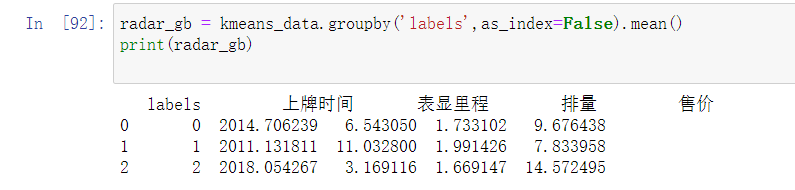 In [92]: radar_gb = kmeans_data.groupby('labels',as_index=False).mean()
print(radar_gb)
labels 上牌时间 表显里程 排量 售价
0 0 2014.706239 6.543050 1.733102 9.676438
1 1 2011.131811 11.032800 1.991426 7.833958
2 2 2018.054267 3.169116 1.669147 14.572495